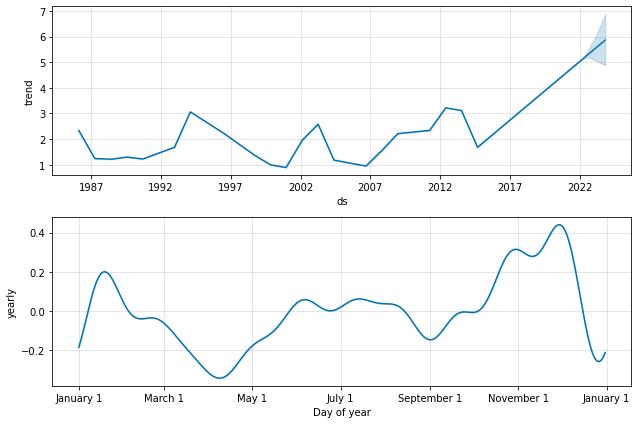 7
6
5
4
3
2
1
trend
1987 1992 1997 2002 2007 2012 2017 2022
ds
0.4
0.2
0.0
−0.2
yearly
January 1 March 1 May 1 July 1 September 1 November 1 January 1
Day of year